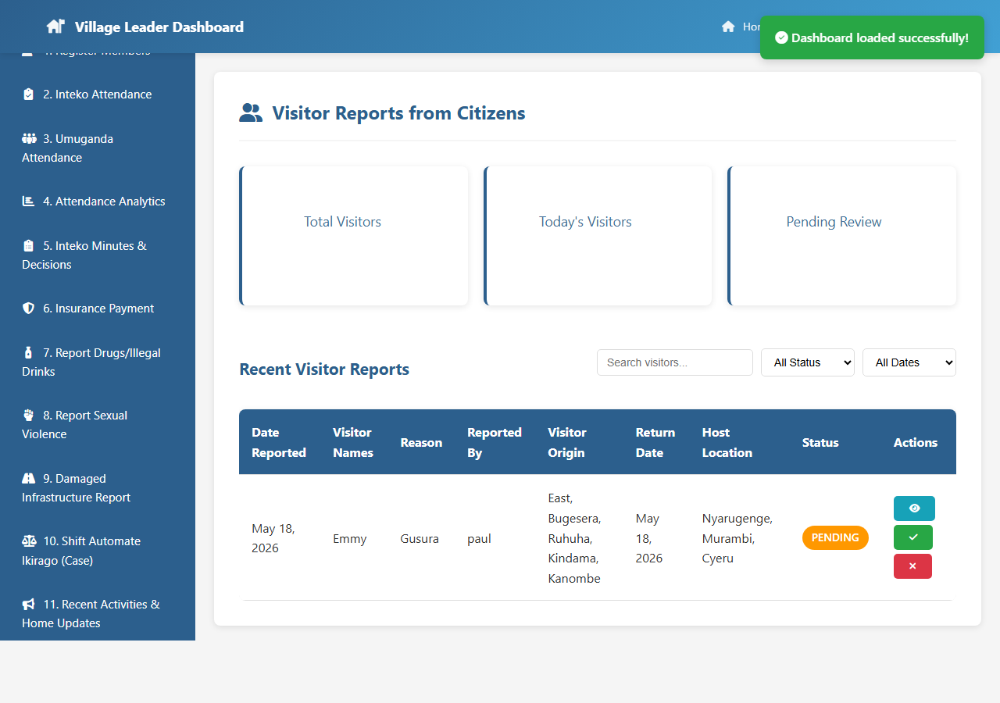 Village Leader Dashboard
Dashboard loaded successfully!
1. Register Members
2. Inteko Attendance
3. Umuganda
Attendance
4. Attendance Analytics
5. Inteko Minutes &
Decisions
6. Insurance Payment
7. Report Drugs/Illegal
Drinks
8. Report Sexual
Violence
9. Damaged
Infrastructure Report
10. Shift Automate
Ikirago (Case)
11. Recent Activities &
Home Updates
Visitor Reports from Citizens
Total Visitors
Today's Visitors
Pending Review
Recent Visitor Reports
Search visitors...
All Status
All Dates
Date
Reported
Visitor
Names
Reason
Reported
By
Visitor
Origin
Return
Date
Host
Location
Status
Actions
May 18,
2026
Emmy
Gusura
paul
East,
Bugesera,
Ruhuha,
Kindama,
Kanombe
May
18,
2026
Nyarugenge,
Murambi,
Cyeru
PENDING